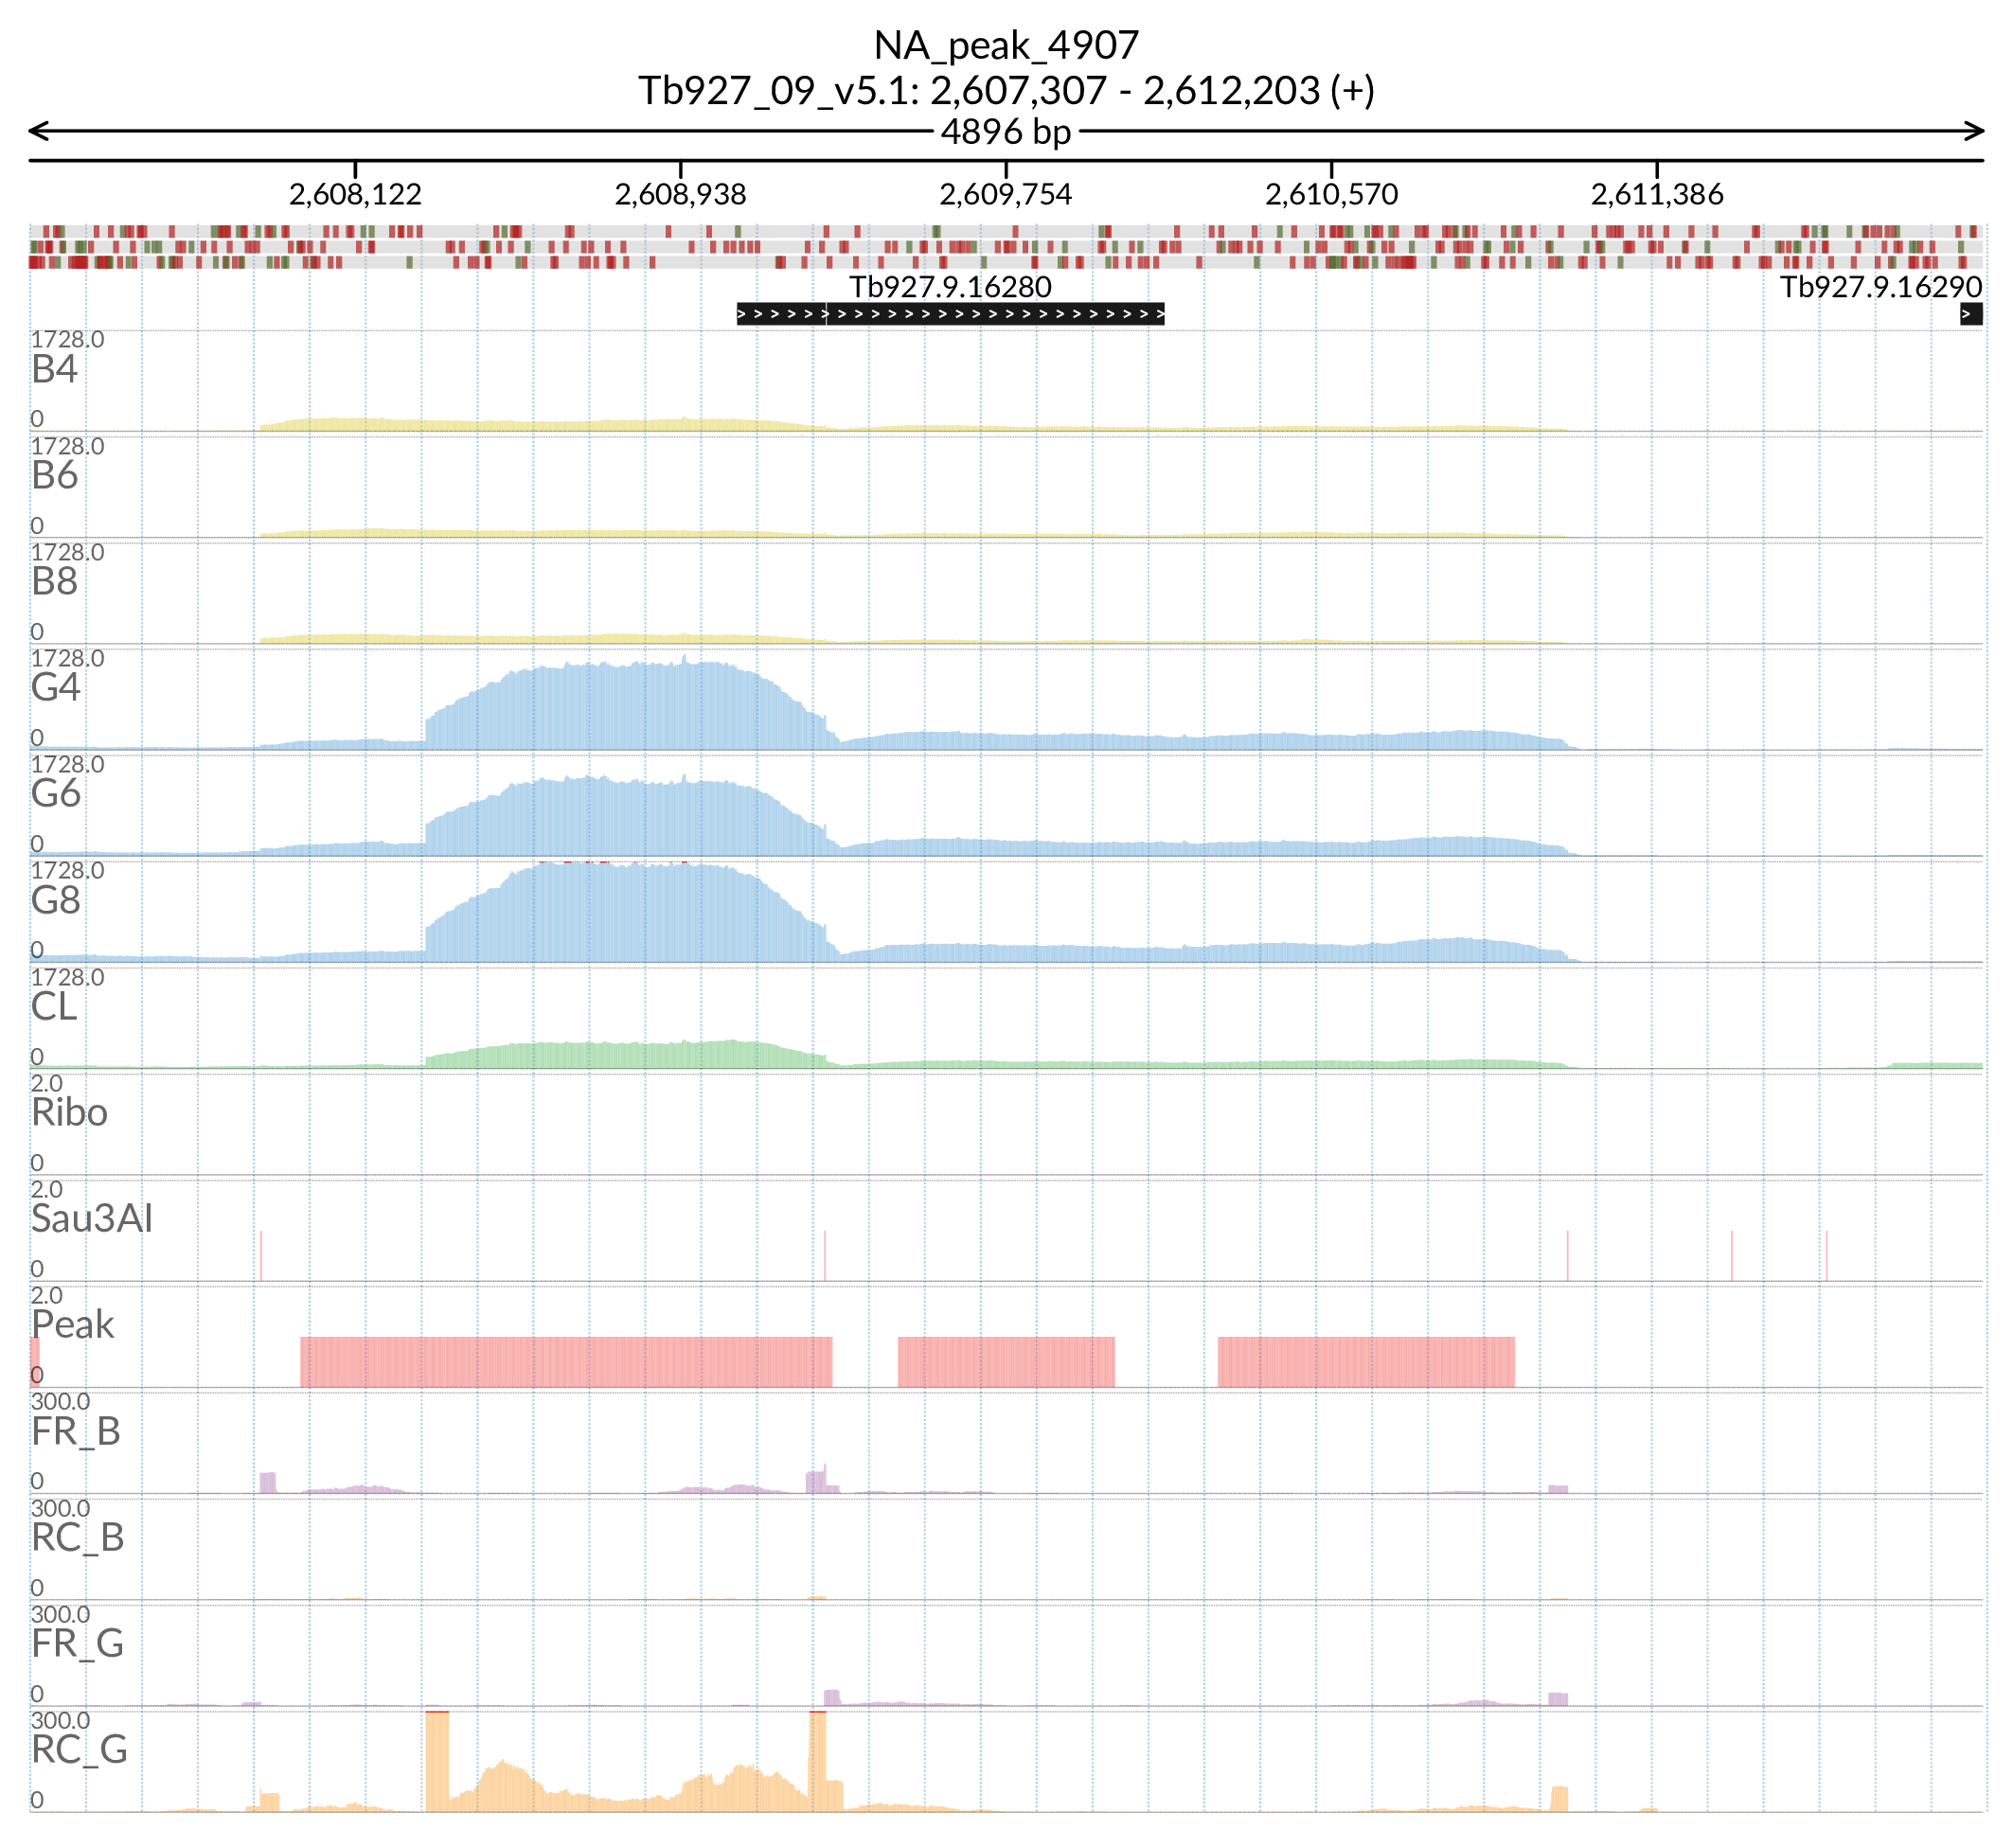 NA_peak_4907
Tb927_09_v5.1: 2,607,307 - 2,612,203 (+)
4896 bp
2,608,122 2,608,938 2,609,754 2,610,570 2,611,386
Tb927.9.16280 Tb927.9.16290
1728.0
B4
0
1728.0
B6
0
1728.0
B8
0
1728.0
G4
0
1728.0
G6
0
1728.0
G8
0
1728.0
CL
0
2.0
Ribo
0
2.0
Sau3AI
0
2.0
Peak
0
300.0
FR_B
0
300.0
RC_B
0
300.0
FR_G
0
300.0
RC_G
0